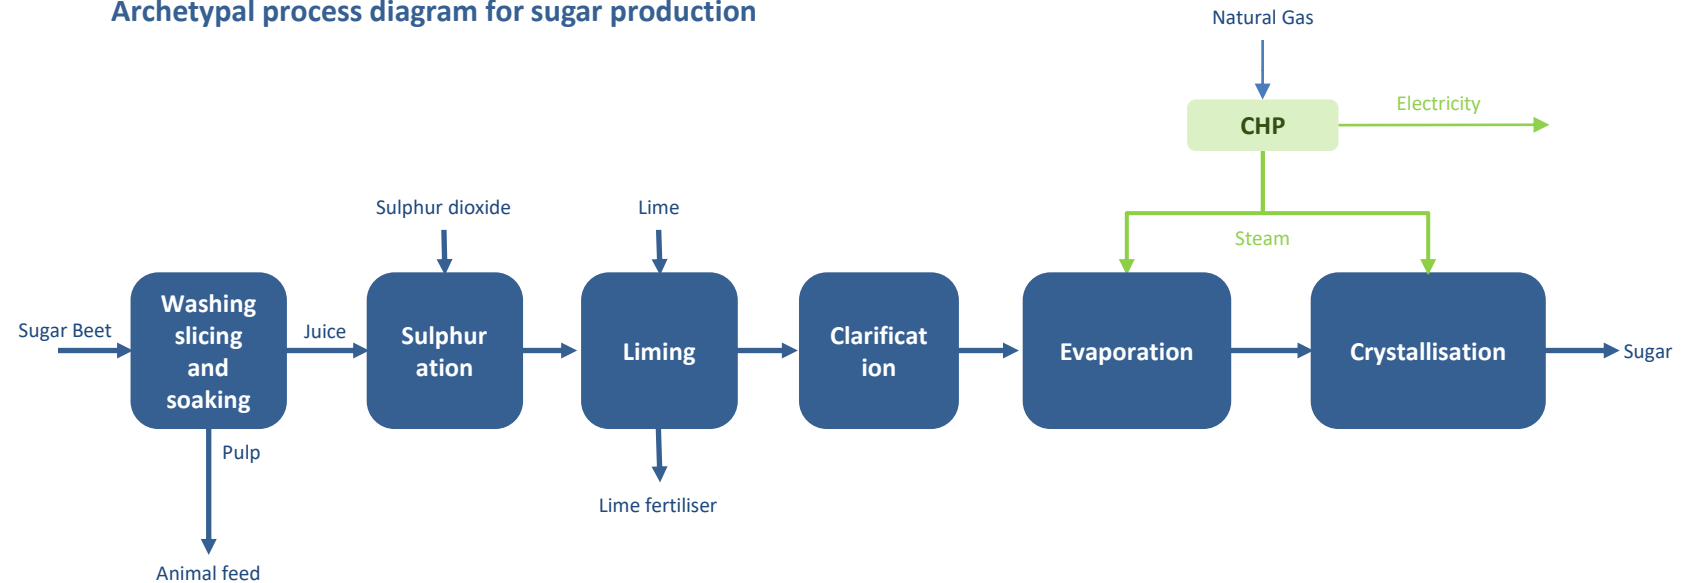 Archetypal process diagram for sugar production
Natural Gas
CHP
Electricity
Steam
Sulphur dioxide
Lime
Sugar Beet
Washing
slicing
and
soaking
Juice
Sulphur
ation
Liming
Clarificat
ion
Evaporation
Crystallisation
Sugar
Pulp
Lime fertiliser
Animal feed